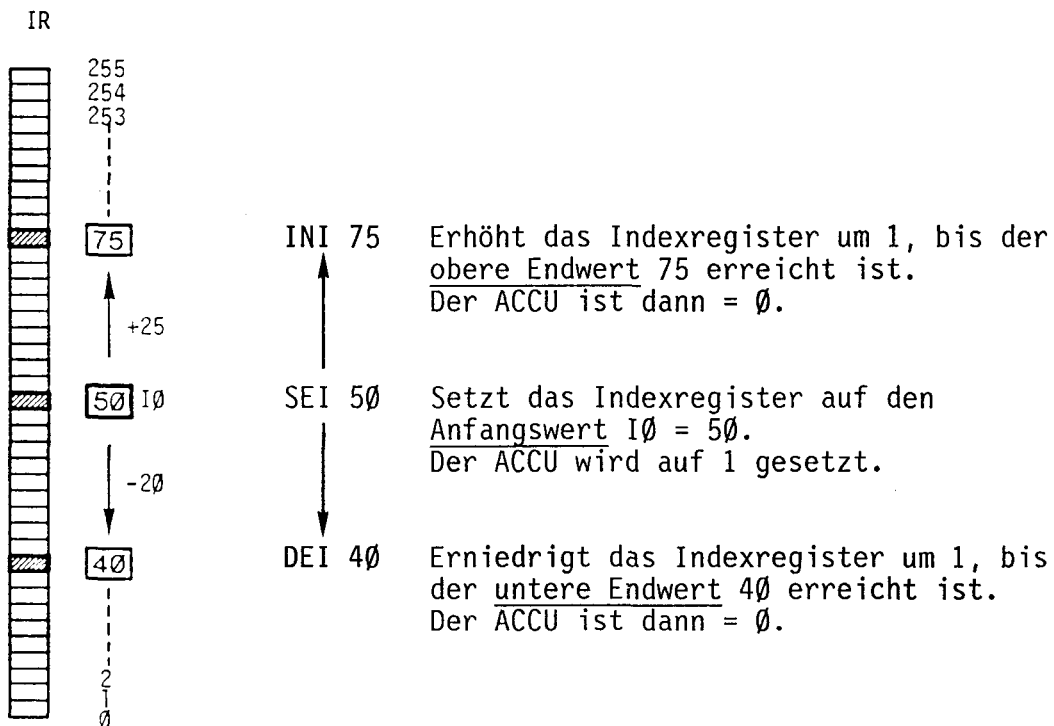 IR
255
254
253
75
INI 75
Erhöht das Indexregister um 1, bis der
obere Endwert 75 erreicht ist.
Der ACCU ist dann = Ø.
+25
5Ø IØ
SEI 5Ø
Setzt das Indexregister auf den
Anfangswert IØ = 5Ø.
Der ACCU wird auf 1 gesetzt.
-2Ø
4Ø
DEI 4Ø
Erniedrigt das Indexregister um 1, bis
der untere Endwert 4Ø erreicht ist.
Der ACCU ist dann = Ø.
2
1
Ø